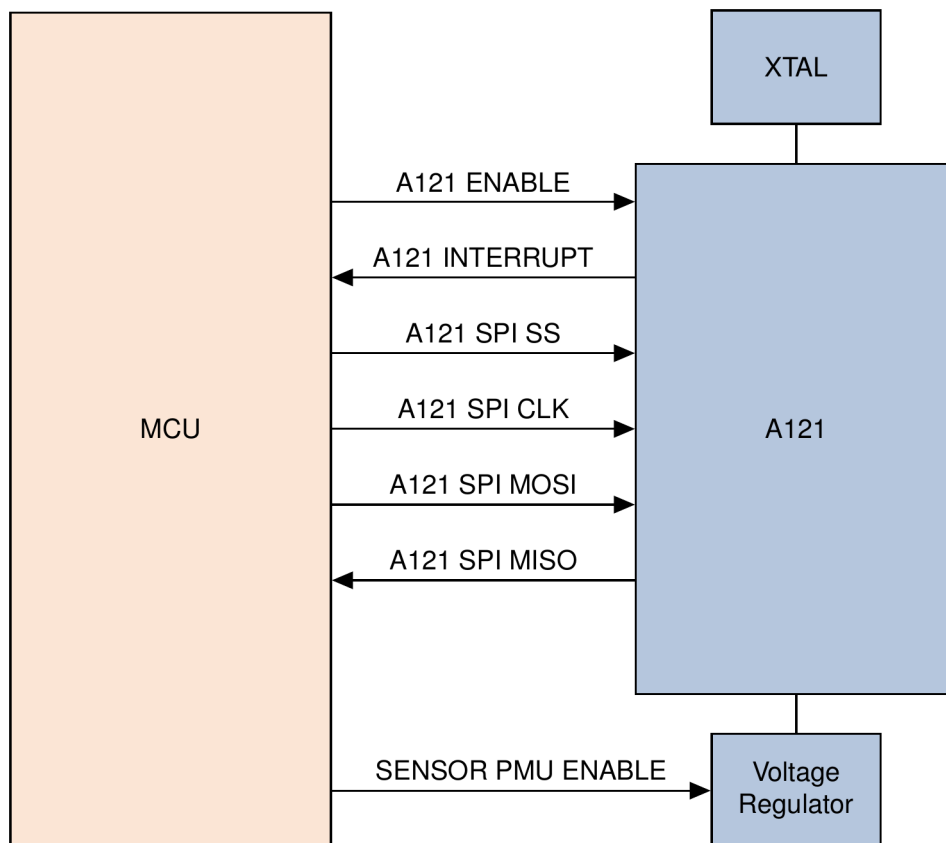 XTAL
A121 ENABLE
A121 INTERRUPT
A121 SPI SS
A121 SPI CLK
MCU
A121
A121 SPI MOSI
A121 SPI MISO
SENSOR PMU ENABLE
Voltage
Regulator